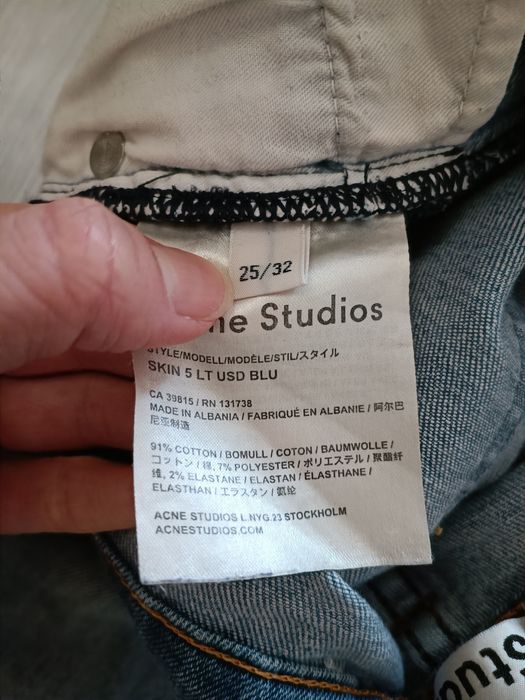 25/32
ne Studios
STYLE/MODELL/MODÈLE/STIL/スタイル
SKIN 5 LT USD BLU
CA 39815 / RN 131738
MADE IN ALBANIA / FABRIQUÉ EN ALBANIE / 阿尔巴
尼亚制造
91% COTTON / BOMULL / COTON / BAUMWOLLE /
コットン / 棉, 7% POLYESTER / ポリエステル / 聚酯纤
维, 2% ELASTANE / ELASTAN / ÉLASTHANE /
ELASTHAN / エラスタン / 氨纶
ACNE STUDIOS L.NYG.23 STOCKHOLM
ACNESTUDIOS.COM
Stu